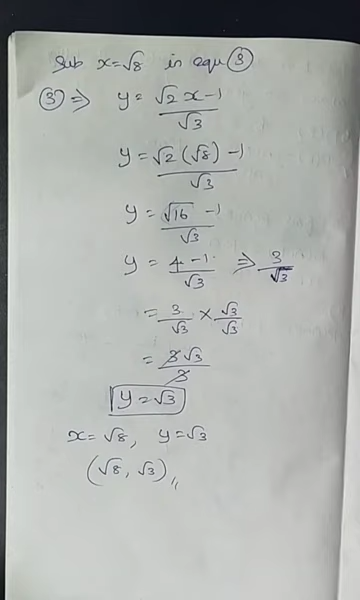 Sub x=√8 in equ ③
③ ⇒ y = (√2 x - 1)/√3
y = (√2 (√8) - 1)/√3
y = (√16 - 1)/√3
y = (4 - 1)/√3 ⇒ 3/√3
= 3/√3 × √3/√3
= 3√3/3
y = √3
x = √8, y = √3
(√8, √3)„